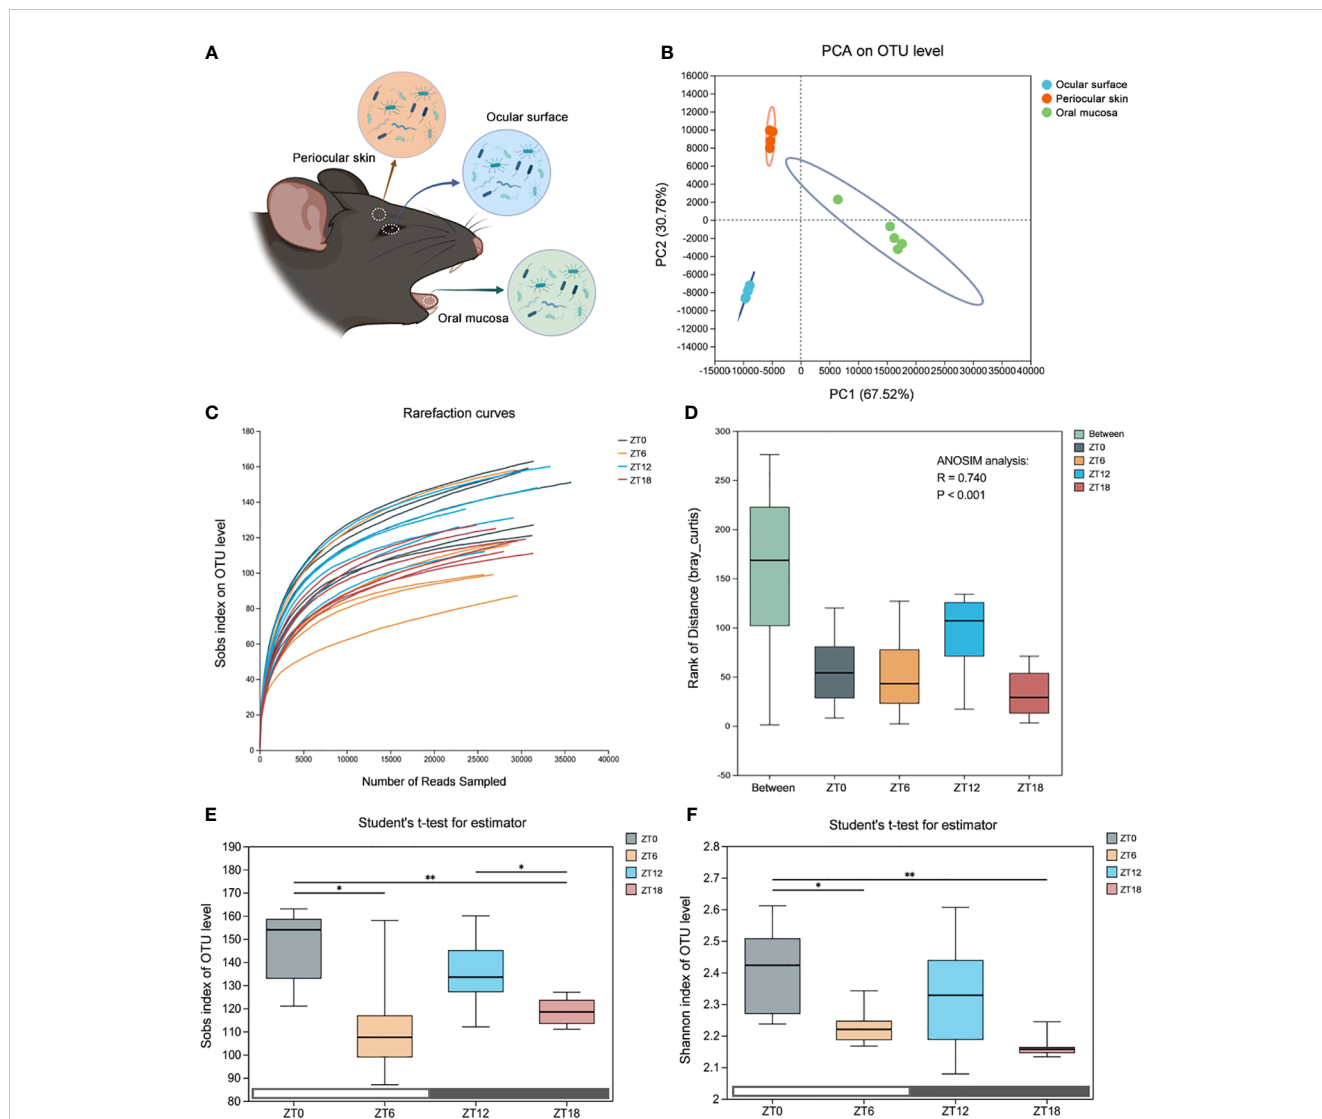 A
Periocular skin
Ocular surface
Oral mucosa
B
PCA on OTU level
Ocular surface
Periocular skin
Oral mucosa
PC2 (30.76%)
16000
14000
12000
10000
8000
6000
4000
2000
0
-2000
-4000
-6000
-8000
-10000
-12000
-14000
-15000 -10000 -5000 0 5000 10000 15000 20000 25000 30000 35000 40000
PC1 (67.52%)
C
Rarefaction curves
ZT0
ZT6
ZT12
ZT18
Sobs index on OTU level
180
160
140
120
100
80
60
40
20
0
0 5000 10000 15000 20000 25000 30000 35000 40000
Number of Reads Sampled
D
ANOSIM analysis:
R = 0.740
P < 0.001
Between
ZT0
ZT6
ZT12
ZT18
Rank of Distance (bray_curtis)
300
250
200
150
100
50
0
-50
Between ZT0 ZT6 ZT12 ZT18
E
Student's t-test for estimator
ZT0
ZT6
ZT12
ZT18
Sobs index of OTU level
190
180
170
160
150
140
130
120
110
100
90
80
*
**
*
ZT0 ZT6 ZT12 ZT18
F
Student's t-test for estimator
ZT0
ZT6
ZT12
ZT18
Shannon index of OTU level
2.8
2.7
2.6
2.5
2.4
2.3
2.2
2.1
2
**
*
ZT0 ZT6 ZT12 ZT18